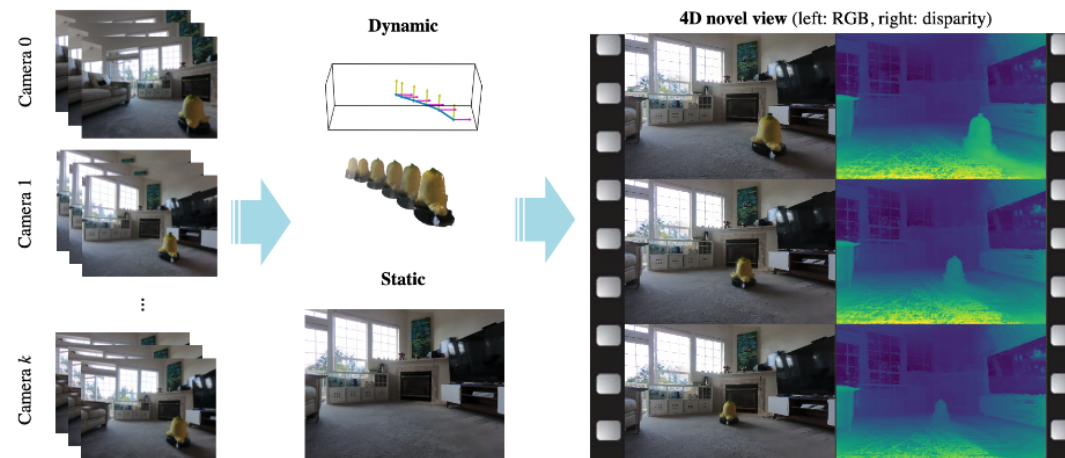 Camera 0
Camera 1
...
Camera k
Dynamic
Static
4D novel view (left: RGB, right: disparity)